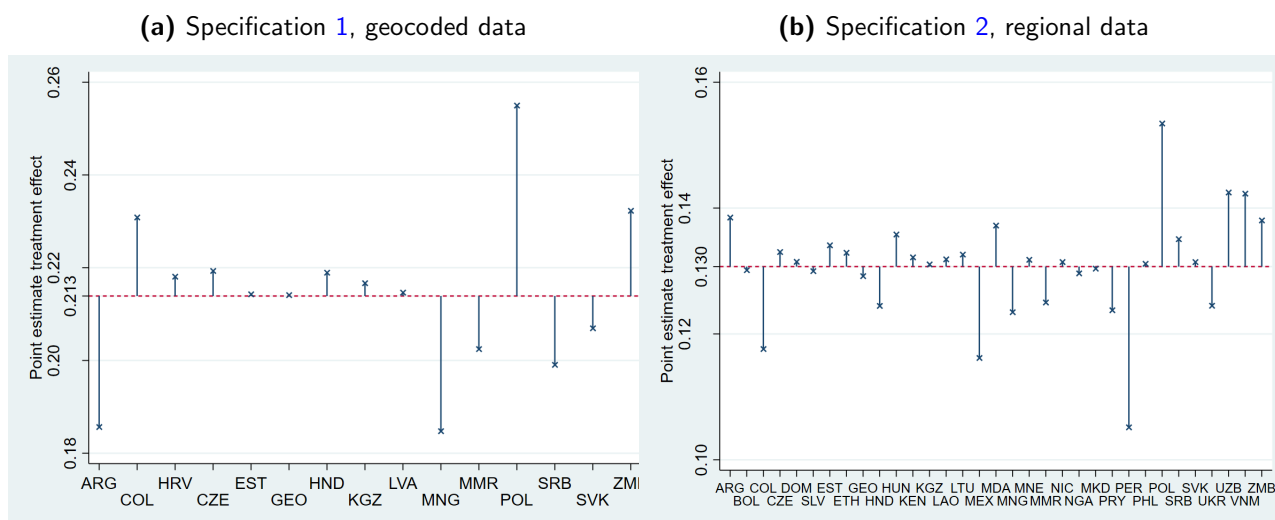 (a) Specification 1, geocoded data
Point estimate treatment effect
0.26
0.24
0.22
0.213
0.20
0.18
ARG COL HRV CZE EST GEO HND KGZ LVA MNG MMR POL SRB SVK ZM
(b) Specification 2, regional data
Point estimate treatment effect
0.16
0.14
0.130
0.12
0.10
ARG BOL COL CZE DOM SLV EST ETH GEO HND HUN KEN KGZ LAO LTU MEX MDA MNG MNE MMR NIC NGA MKD PRY PER PHL POL SRB SVK UKR UZB VNM ZMB